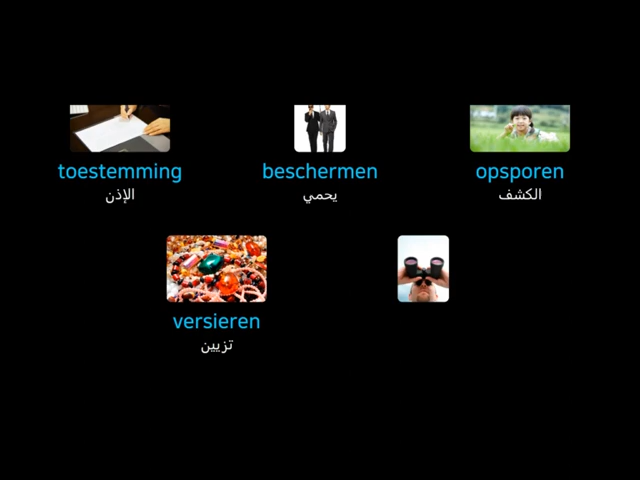 toestemming beschermen opsporen
الإذن يحمي الكشف
versieren
تزيين